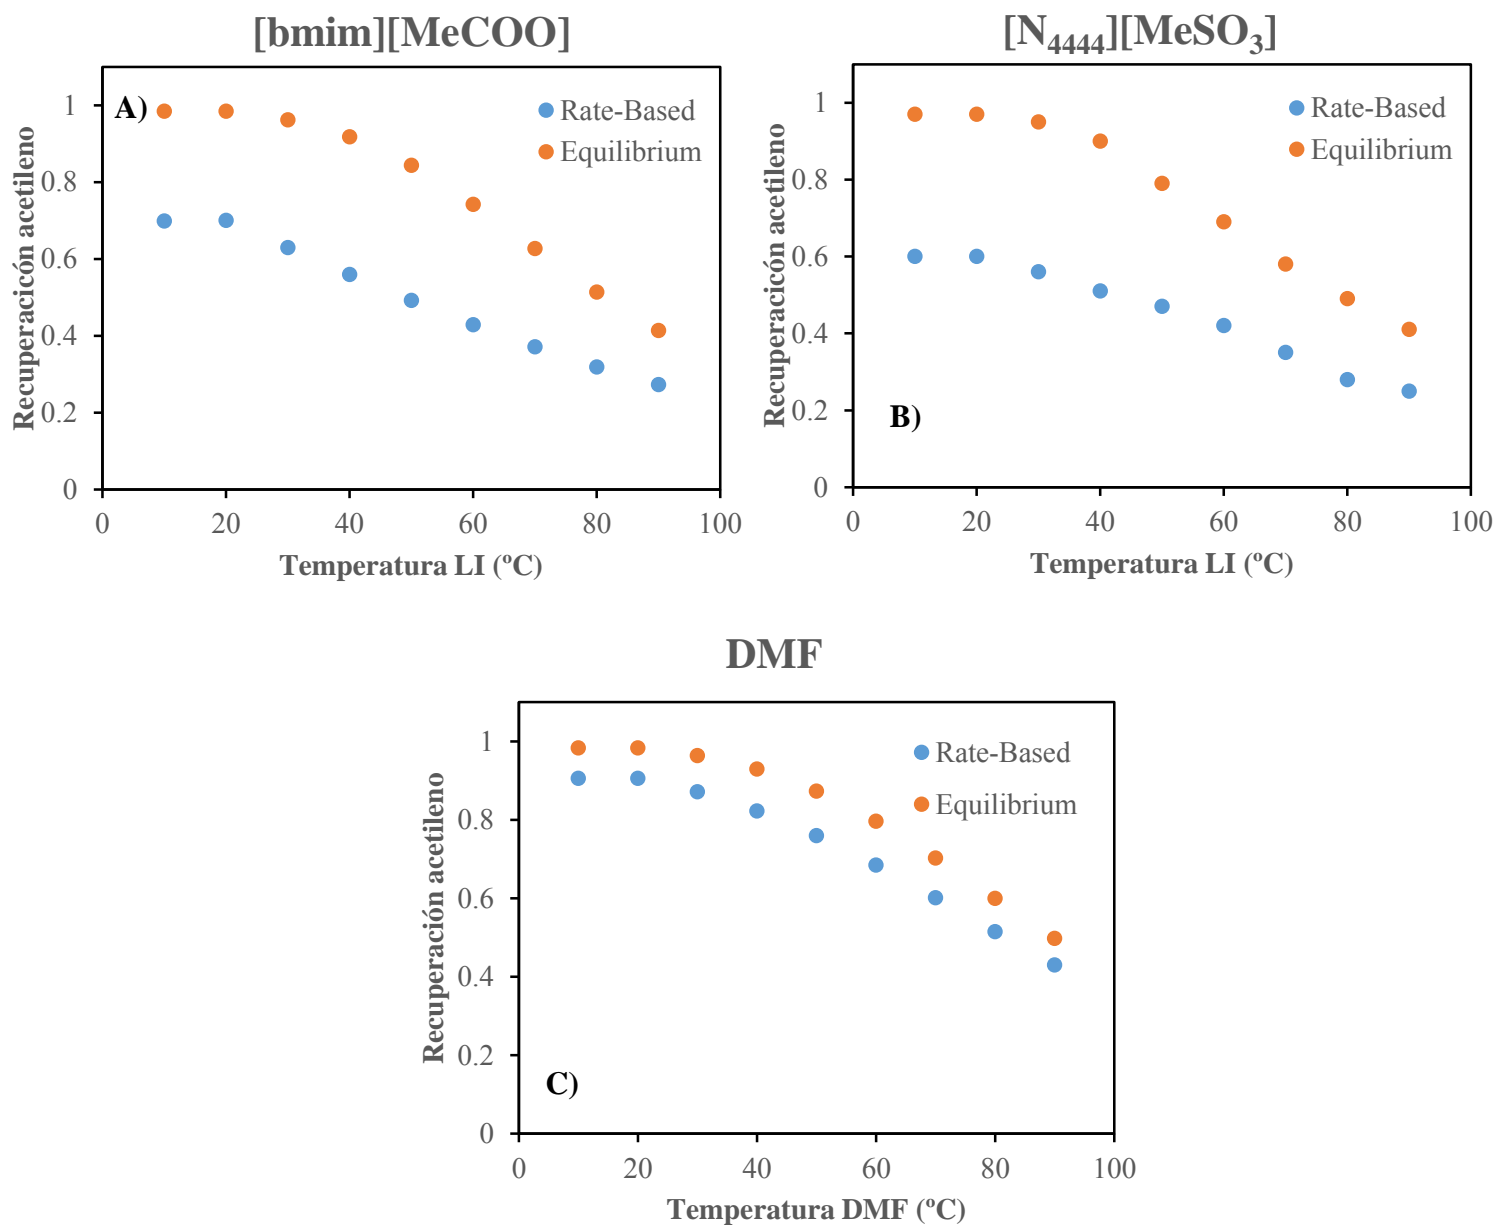 [bmim][MeCOO]
A)
Rate-Based
Equilibrium
Recuperacicón acetileno
1
0.8
0.6
0.4
0.2
0
0 20 40 60 80 100
Temperatura LI (ºC)
[N4444][MeSO3]
Rate-Based
Equilibrium
B)
Recuperacicón acetileno
1
0.8
0.6
0.4
0.2
0
0 20 40 60 80 100
Temperatura LI (ºC)
DMF
Rate-Based
Equilibrium
C)
Recuperación acetileno
1
0.8
0.6
0.4
0.2
0
0 20 40 60 80 100
Temperatura DMF (ºC)